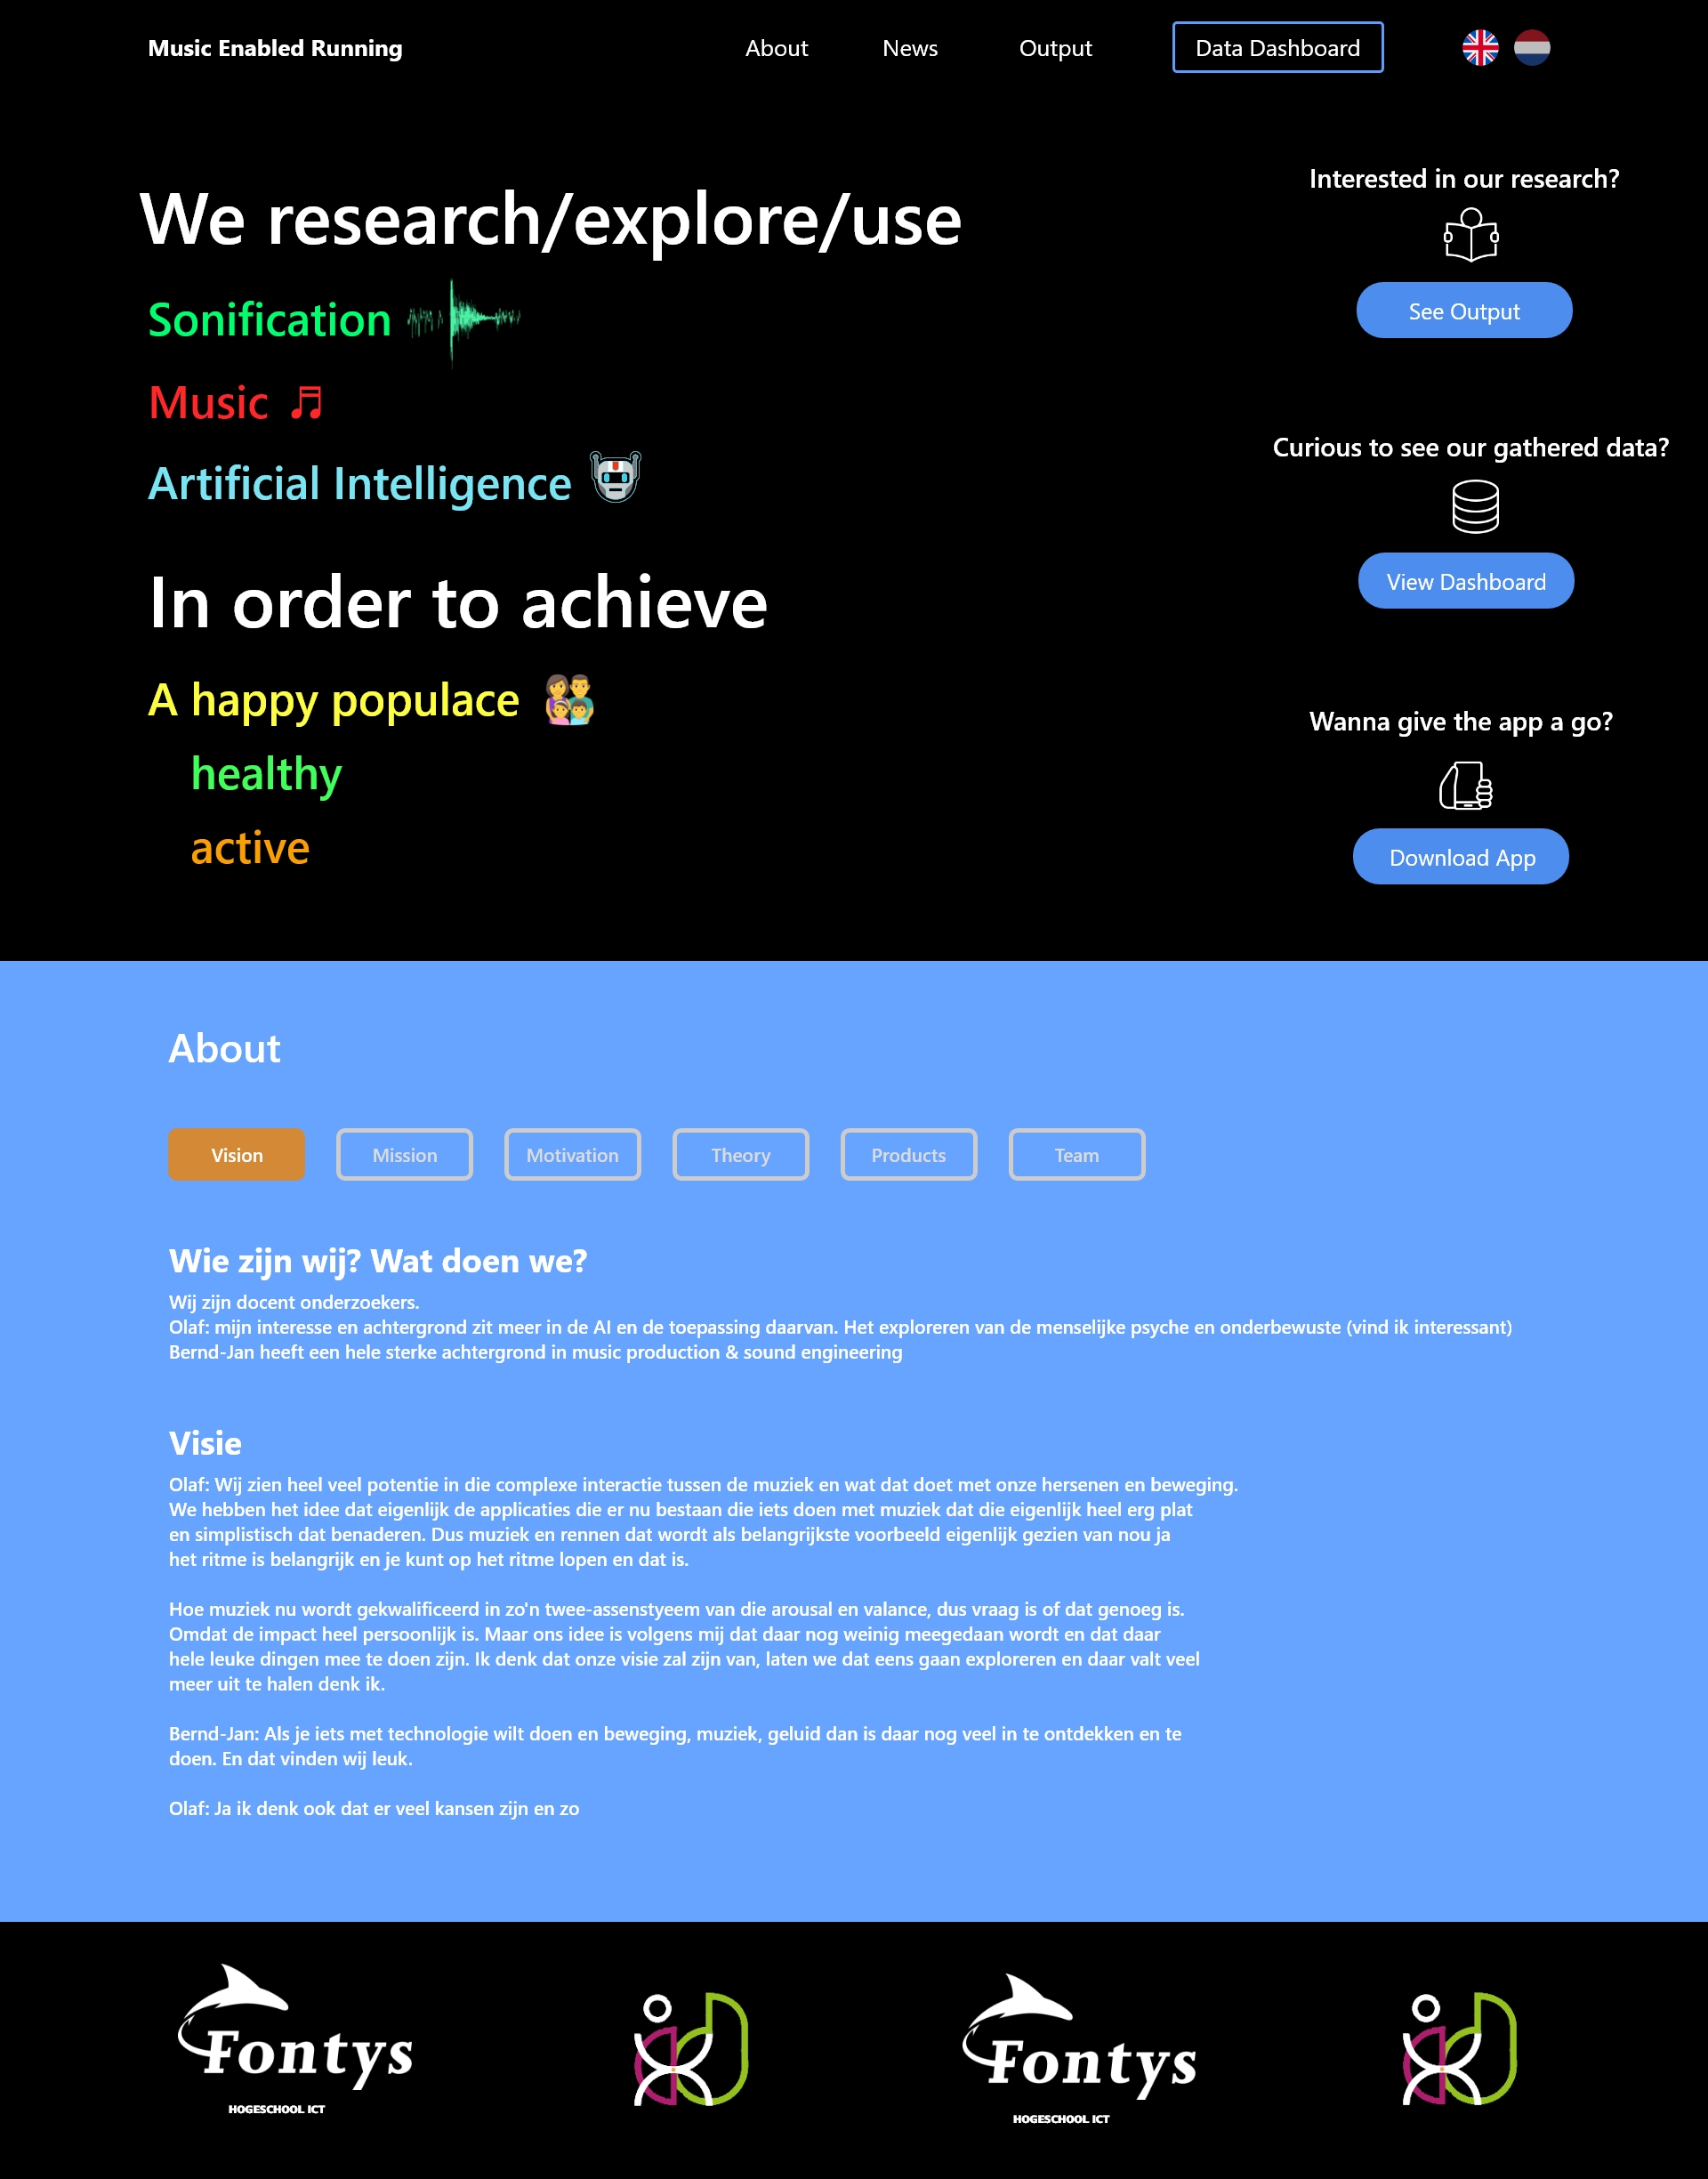 Music Enabled Running
About
News
Output
Data Dashboard
We research/explore/use
Sonification
Music
Artificial Intelligence
In order to achieve
A happy populace
healthy
active
Interested in our research?
See Output
Curious to see our gathered data?
View Dashboard
Wanna give the app a go?
Download App
About
Vision
Mission
Motivation
Theory
Products
Team
Wie zijn wij? Wat doen we?
Wij zijn docent onderzoekers.
Olaf: mijn interesse en achtergrond zit meer in de AI en de toepassing daarvan. Het exploreren van de menselijke psyche en onderbewuste (vind ik interessant)
Bernd-Jan heeft een hele sterke achtergrond in music production & sound engineering
Visie
Olaf: Wij zien heel veel potentie in die complexe interactie tussen de muziek en wat dat doet met onze hersenen en beweging.
We hebben het idee dat eigenlijk de applicaties die er nu bestaan die iets doen met muziek dat die eigenlijk heel erg plat
en simplistisch dat benaderen. Dus muziek en rennen dat wordt als belangrijkste voorbeeld eigenlijk gezien van nou ja
het ritme is belangrijk en je kunt op het ritme lopen en dat is.
Hoe muziek nu wordt gekwalificeerd in zo'n twee-assenstyeem van die arousal en valance, dus vraag is of dat genoeg is.
Omdat de impact heel persoonlijk is. Maar ons idee is volgens mij dat daar nog weinig meegedaan wordt en dat daar
hele leuke dingen mee te doen zijn. Ik denk dat onze visie zal zijn van, laten we dat eens gaan exploreren en daar valt veel
meer uit te halen denk ik.
Bernd-Jan: Als je iets met technologie wilt doen en beweging, muziek, geluid dan is daar nog veel in te ontdekken en te
doen. En dat vinden wij leuk.
Olaf: Ja ik denk ook dat er veel kansen zijn en zo
Fontys
HOGESCHOOL ICT
Fontys
HOGESCHOOL ICT